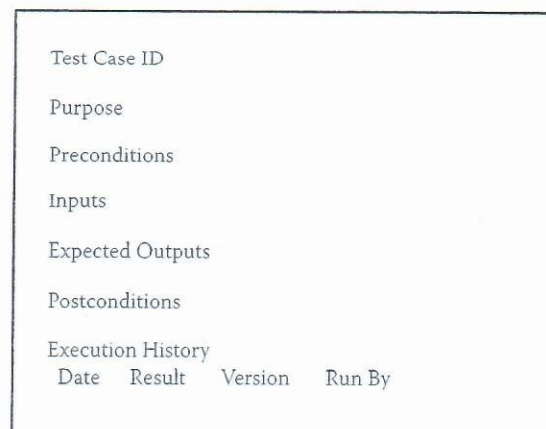 Test Case ID
Purpose
Preconditions
Inputs
Expected Outputs
Postconditions
Execution History
Date Result Version Run By